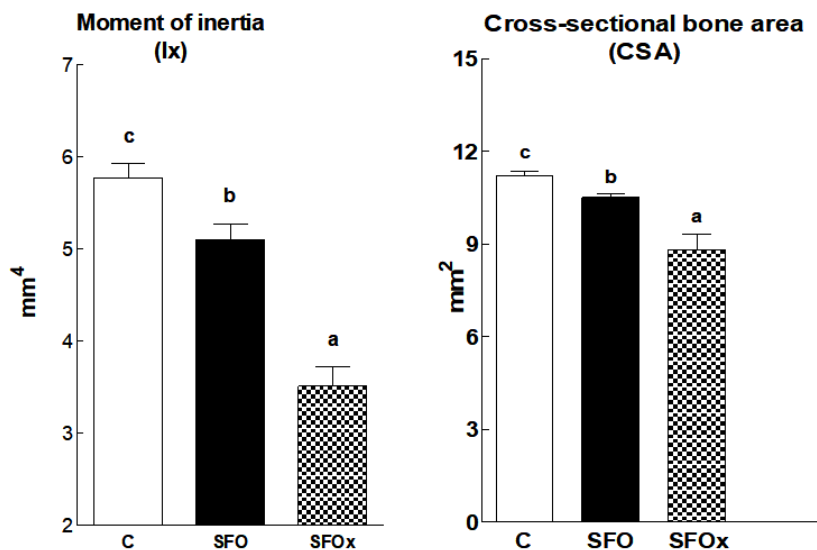 Moment of inertia
(Ix)
7
6
5
4
3
2
mm4
c
b
a
C SFO SFOx
Cross-sectional bone area
(CSA)
15
12
9
6
3
0
mm2
c
b
a
C SFO SFOx